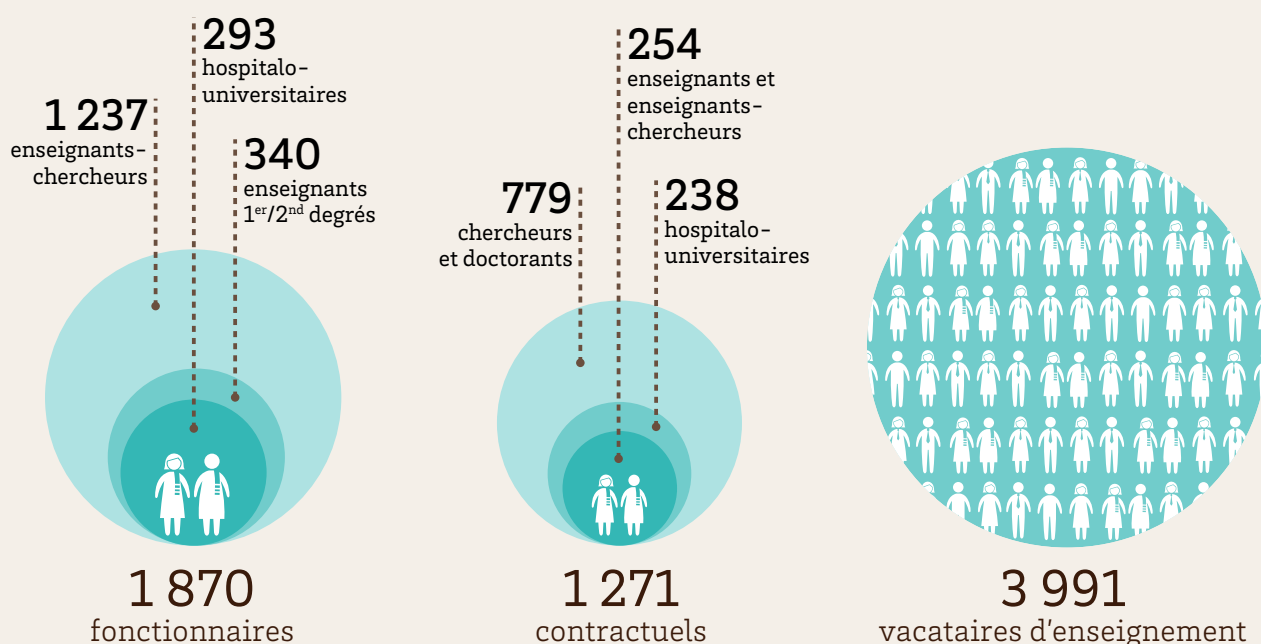 1 237
enseignants-
chercheurs
293
hospitalo-
universitaires
340
enseignants
1er/2nd degrés
1 870
fonctionnaires
779
chercheurs
et doctorants
254
enseignants et
enseignants-
chercheurs
238
hospitalo-
universitaires
1 271
contractuels
3 991
vacataires d'enseignement